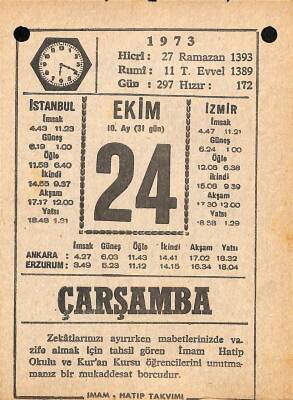 1973
Hicrî: 27 Ramazan 1393
Rumî: 11 T. Evvel 1389
Gün: 297 Hızır: 172
İSTANBUL
İmsak
4.43 11.23
Güneş
6.19 1.00
Öğle
11.58 6.40
İkindi
14.55 9.37
Akşam
17.17 12.00
Yatsı
18.49 1.31
EKİM
10. Ay (31 gün)
24
İZMİR
İmsak
4.47 11.21
Güneş
6.24 1.00
Öğle
12.06 6.38
İkindi
15.08 9.39
Akşam
17.30 12.00
Yatsı
18.58 1.29
İmsak Güneş Öğle İkindi Akşam Yatsı
ANKARA : 4.27 6.03 11.43 14.41 17.02 18.32
ERZURUM : 3.49 5.23 11.12 14.15 16.34 18.04
ÇARŞAMBA
Zekâtlarınızı ayırırken mabetlerinizde va-
zife almak için tahsil gören İmam Hatip
Okulu ve Kur'an Kursu öğrencilerini unutma-
manız bir mukaddesat borcudur.
İMAM - HATİP TAKVİMİ